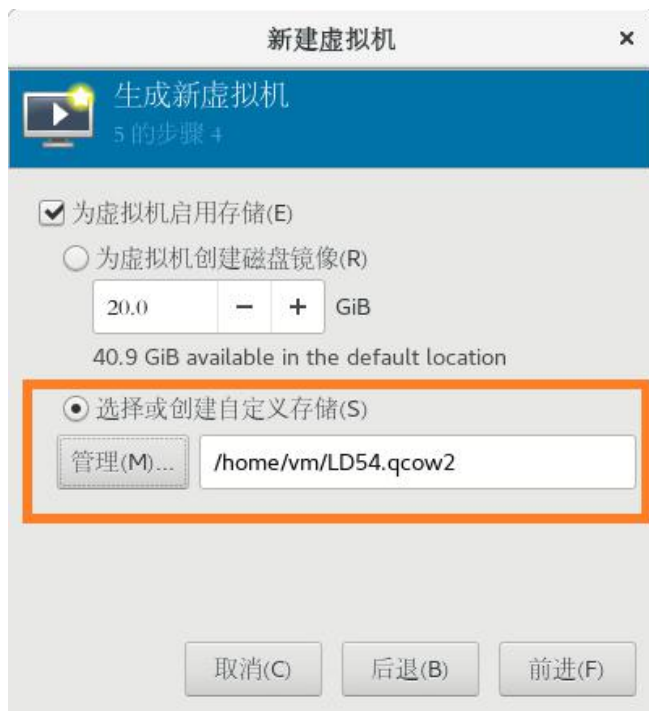 新建虚拟机 ×
生成新虚拟机
5 的步骤 4
为虚拟机启用存储(E)
为虚拟机创建磁盘镜像(R)
20.0 − + GiB
40.9 GiB available in the default location
选择或创建自定义存储(S)
管理(M)... /home/vm/LD54.qcow2
取消(C) 后退(B) 前进(F)